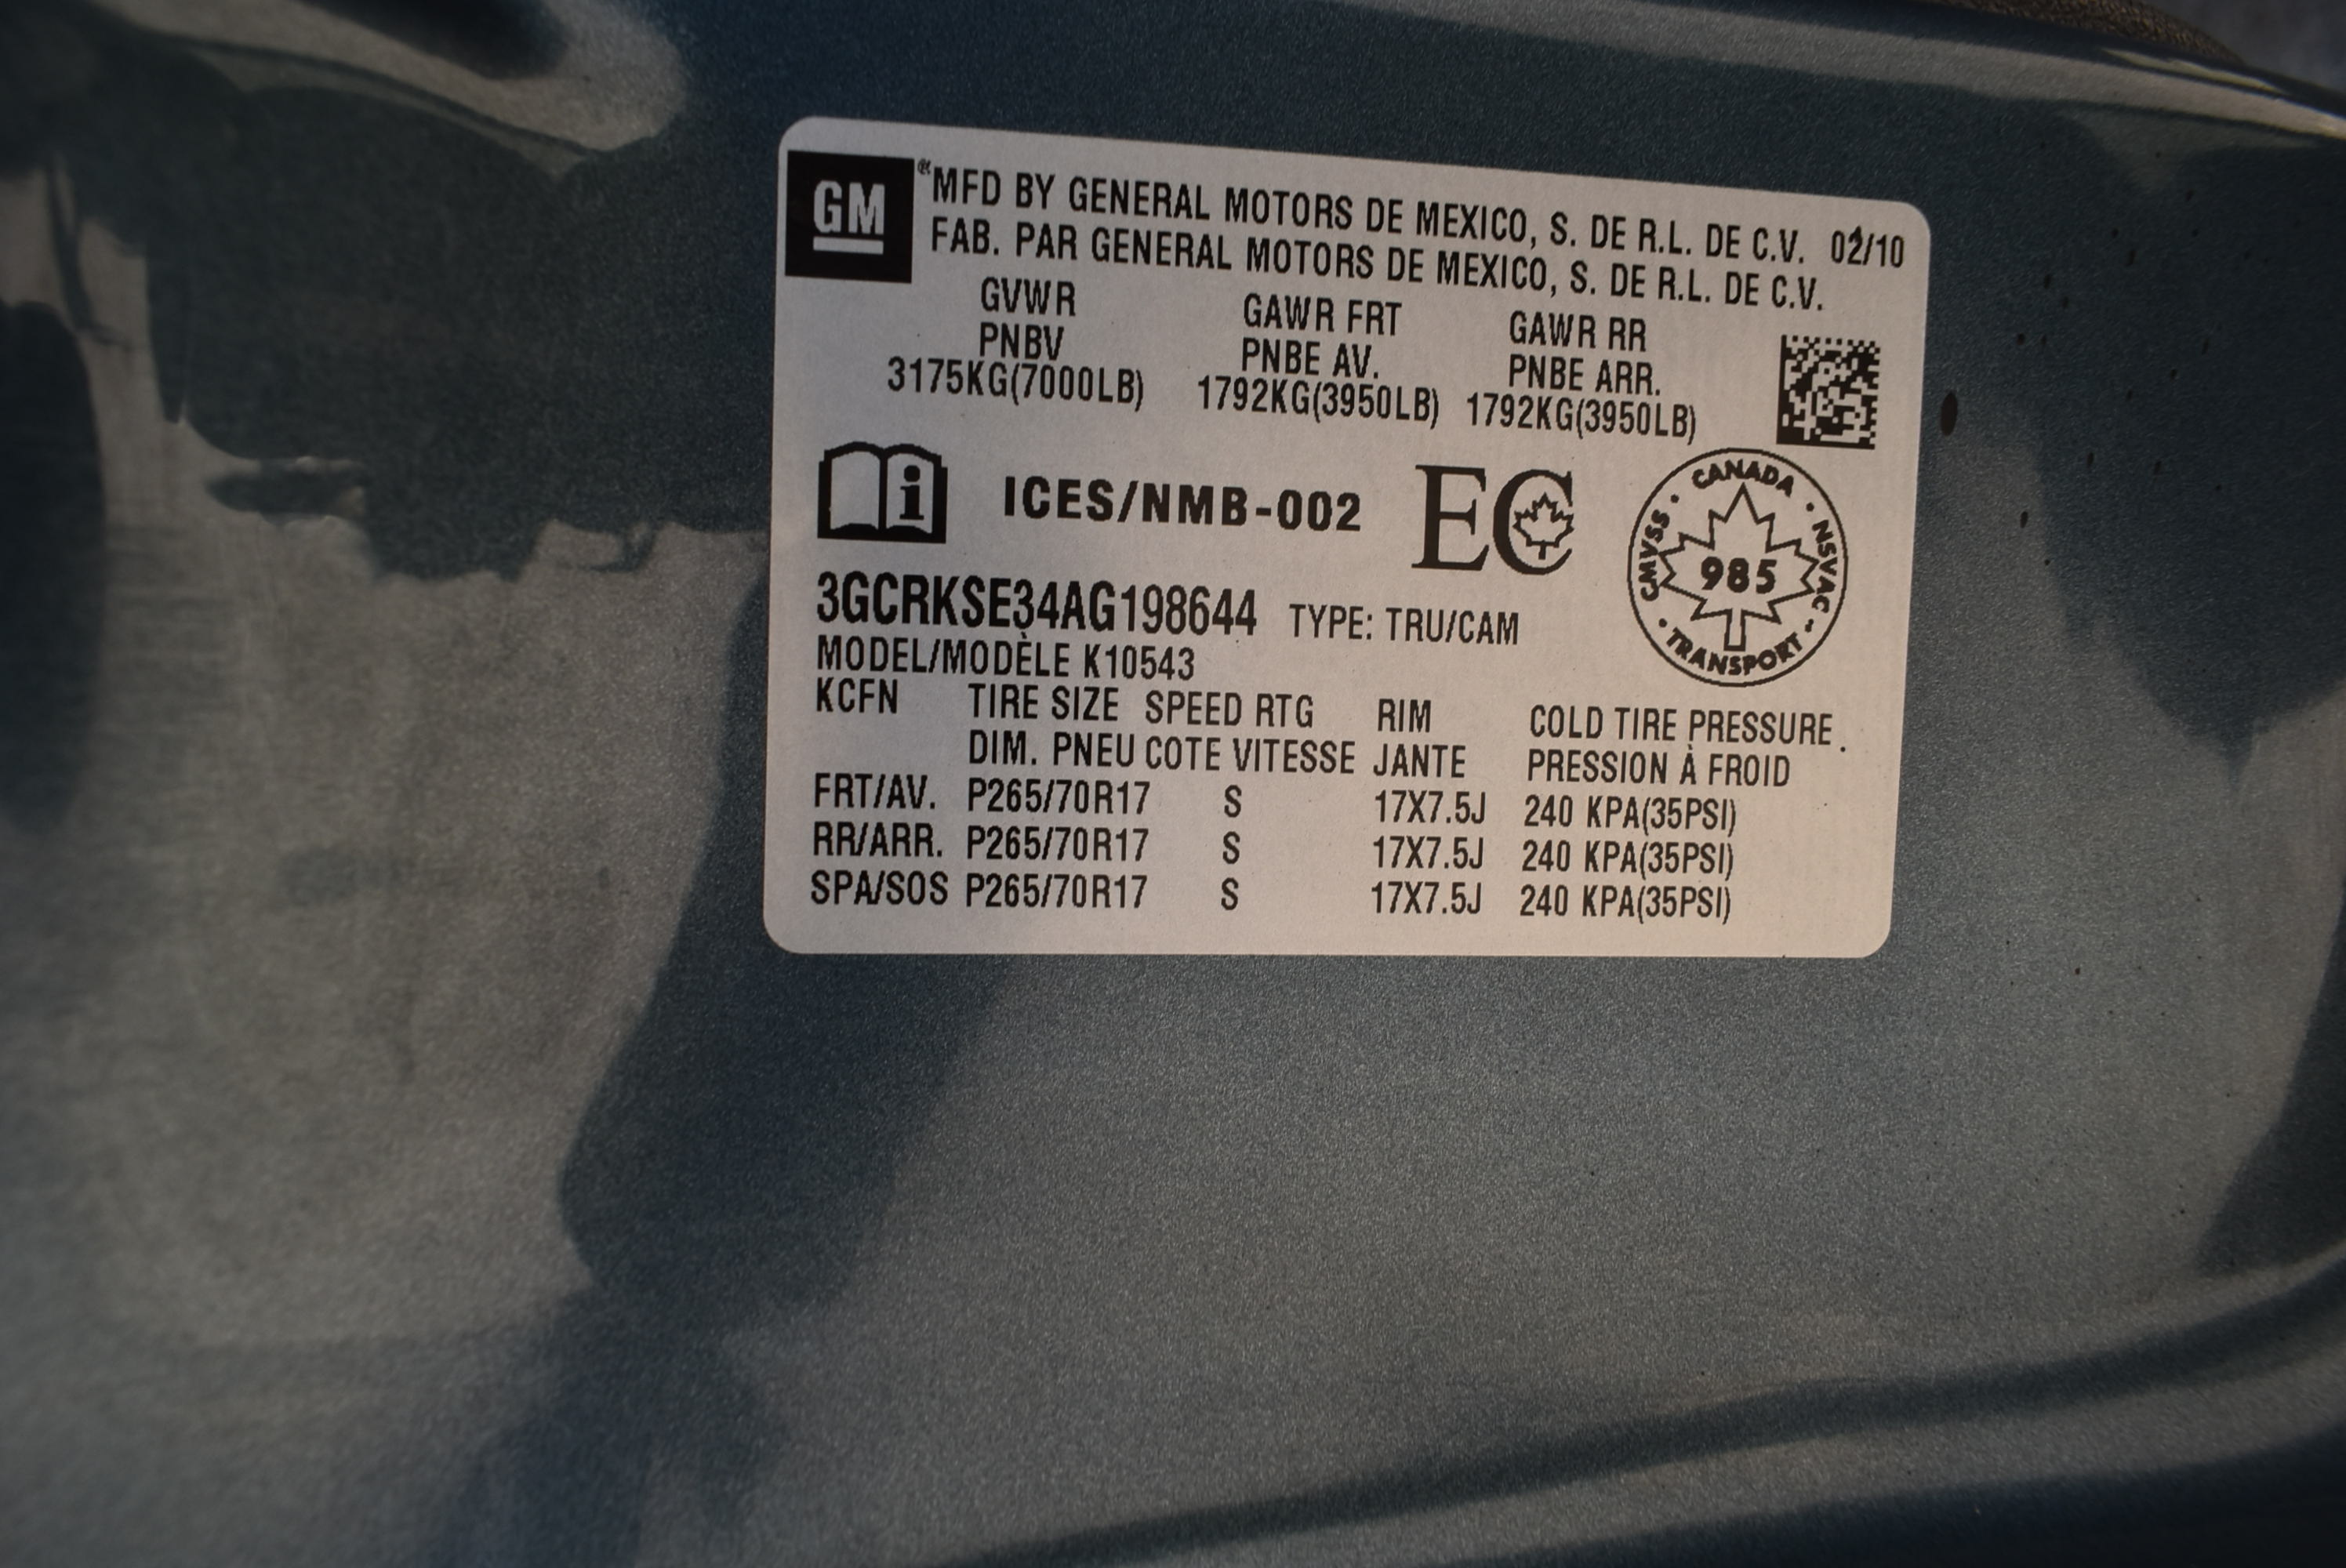 GM ® MFD BY GENERAL MOTORS DE MEXICO, S. DE R.L. DE C.V. 02/10
FAB. PAR GENERAL MOTORS DE MEXICO, S. DE R.L. DE C.V.
GVWR GAWR FRT GAWR RR
PNBV PNBE AV. PNBE ARR.
3175KG(7000LB) 1792KG(3950LB) 1792KG(3950LB)
i ICES/NMB-002 EC
CANADA · NSVAC · TRANSPORT · CMVSS ·
985
3GCRKSE34AG198644 TYPE: TRU/CAM
MODEL/MODÈLE K10543
KCFN TIRE SIZE SPEED RTG RIM COLD TIRE PRESSURE
DIM. PNEU COTE VITESSE JANTE PRESSION À FROID
FRT/AV. P265/70R17 S 17X7.5J 240 KPA(35PSI)
RR/ARR. P265/70R17 S 17X7.5J 240 KPA(35PSI)
SPA/SOS P265/70R17 S 17X7.5J 240 KPA(35PSI)